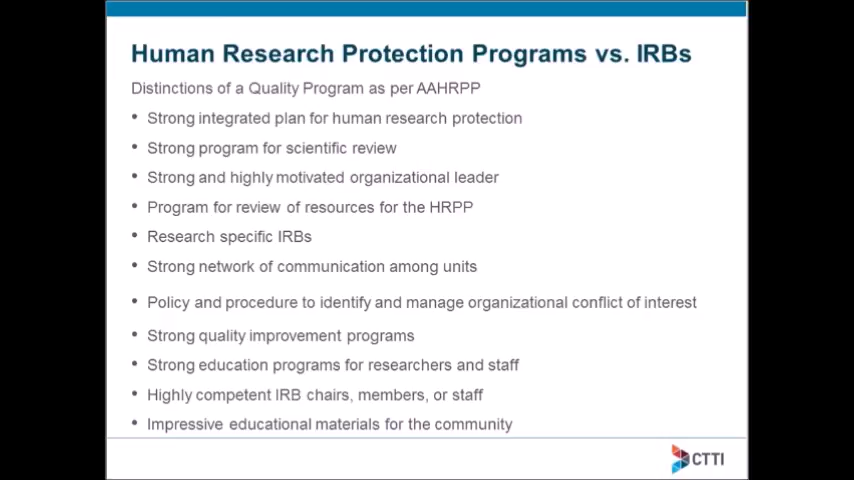 Human Research Protection Programs vs. IRBs
Distinctions of a Quality Program as per AAHRPP
• Strong integrated plan for human research protection
• Strong program for scientific review
• Strong and highly motivated organizational leader
• Program for review of resources for the HRPP
• Research specific IRBs
• Strong network of communication among units
• Policy and procedure to identify and manage organizational conflict of interest
• Strong quality improvement programs
• Strong education programs for researchers and staff
• Highly competent IRB chairs, members, or staff
• Impressive educational materials for the community
CTTI